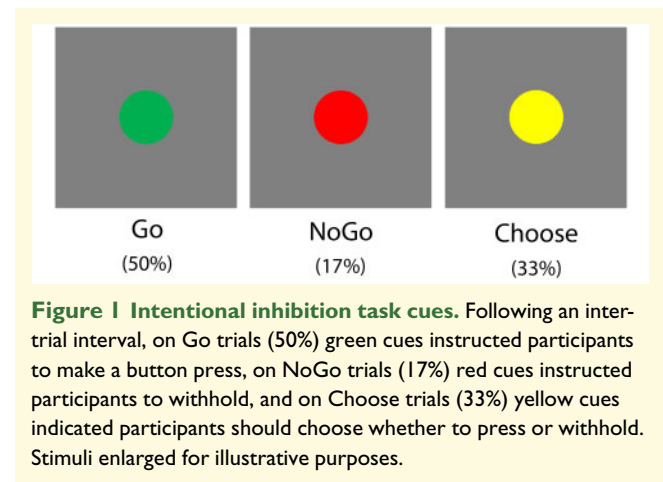 Go
(50%)
NoGo
(17%)
Choose
(33%)
Figure 1 Intentional inhibition task cues. Following an inter-
trial interval, on Go trials (50%) green cues instructed participants
to make a button press, on NoGo trials (17%) red cues instructed
participants to withhold, and on Choose trials (33%) yellow cues
indicated participants should choose whether to press or withhold.
Stimuli enlarged for illustrative purposes.